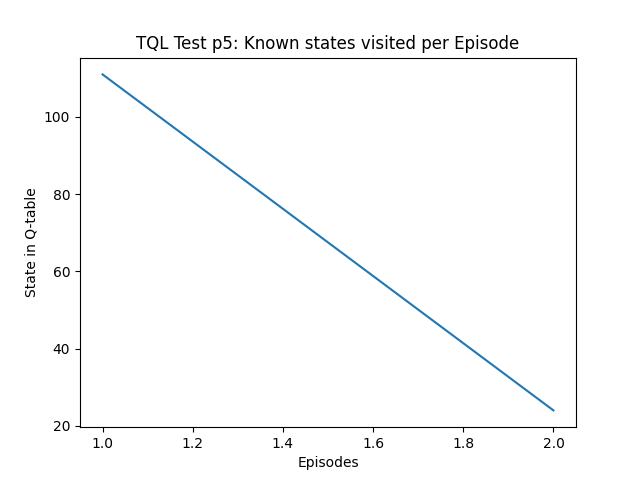 TQL Test p5: Known states visited per Episode
100
80
60
40
20
State in Q-table
1.0 1.2 1.4 1.6 1.8 2.0
Episodes